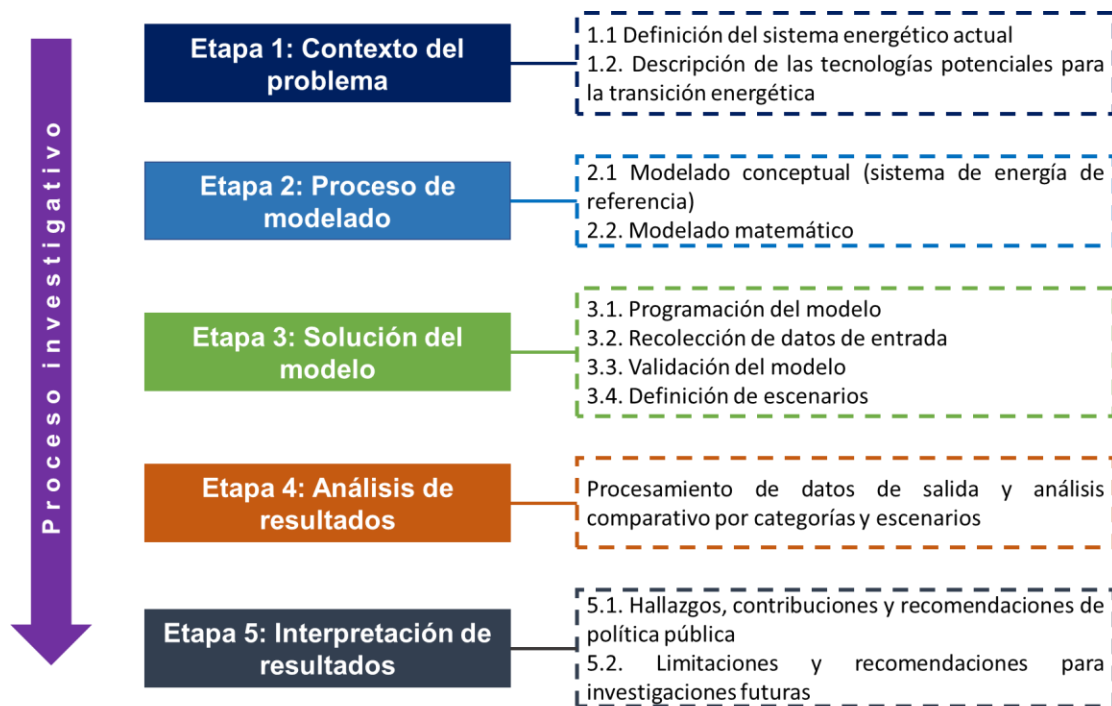 Proceso investigativo
Etapa 1: Contexto del
problema
1.1 Definición del sistema energético actual
1.2. Descripción de las tecnologías potenciales para
la transición energética
Etapa 2: Proceso de
modelado
2.1 Modelado conceptual (sistema de energía de
referencia)
2.2. Modelado matemático
Etapa 3: Solución del
modelo
3.1. Programación del modelo
3.2. Recolección de datos de entrada
3.3. Validación del modelo
3.4. Definición de escenarios
Etapa 4: Análisis de
resultados
Procesamiento de datos de salida y análisis
comparativo por categorías y escenarios
Etapa 5: Interpretación de
resultados
5.1. Hallazgos, contribuciones y recomendaciones de
política pública
5.2. Limitaciones y recomendaciones para
investigaciones futuras